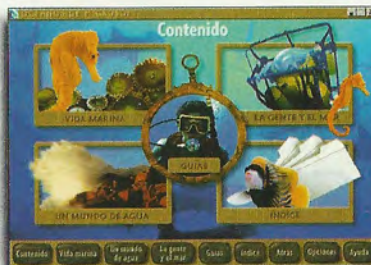 Contenido
VIDA MARINA
LA GENTE Y EL MAR
GUÍAS
UN MUNDO DE AGUA
ÍNDICE
Contenido
Vida marina
Un mundo de agua
La gente y el mar
Guías
Índice
Atrás
Opciones
Ayuda